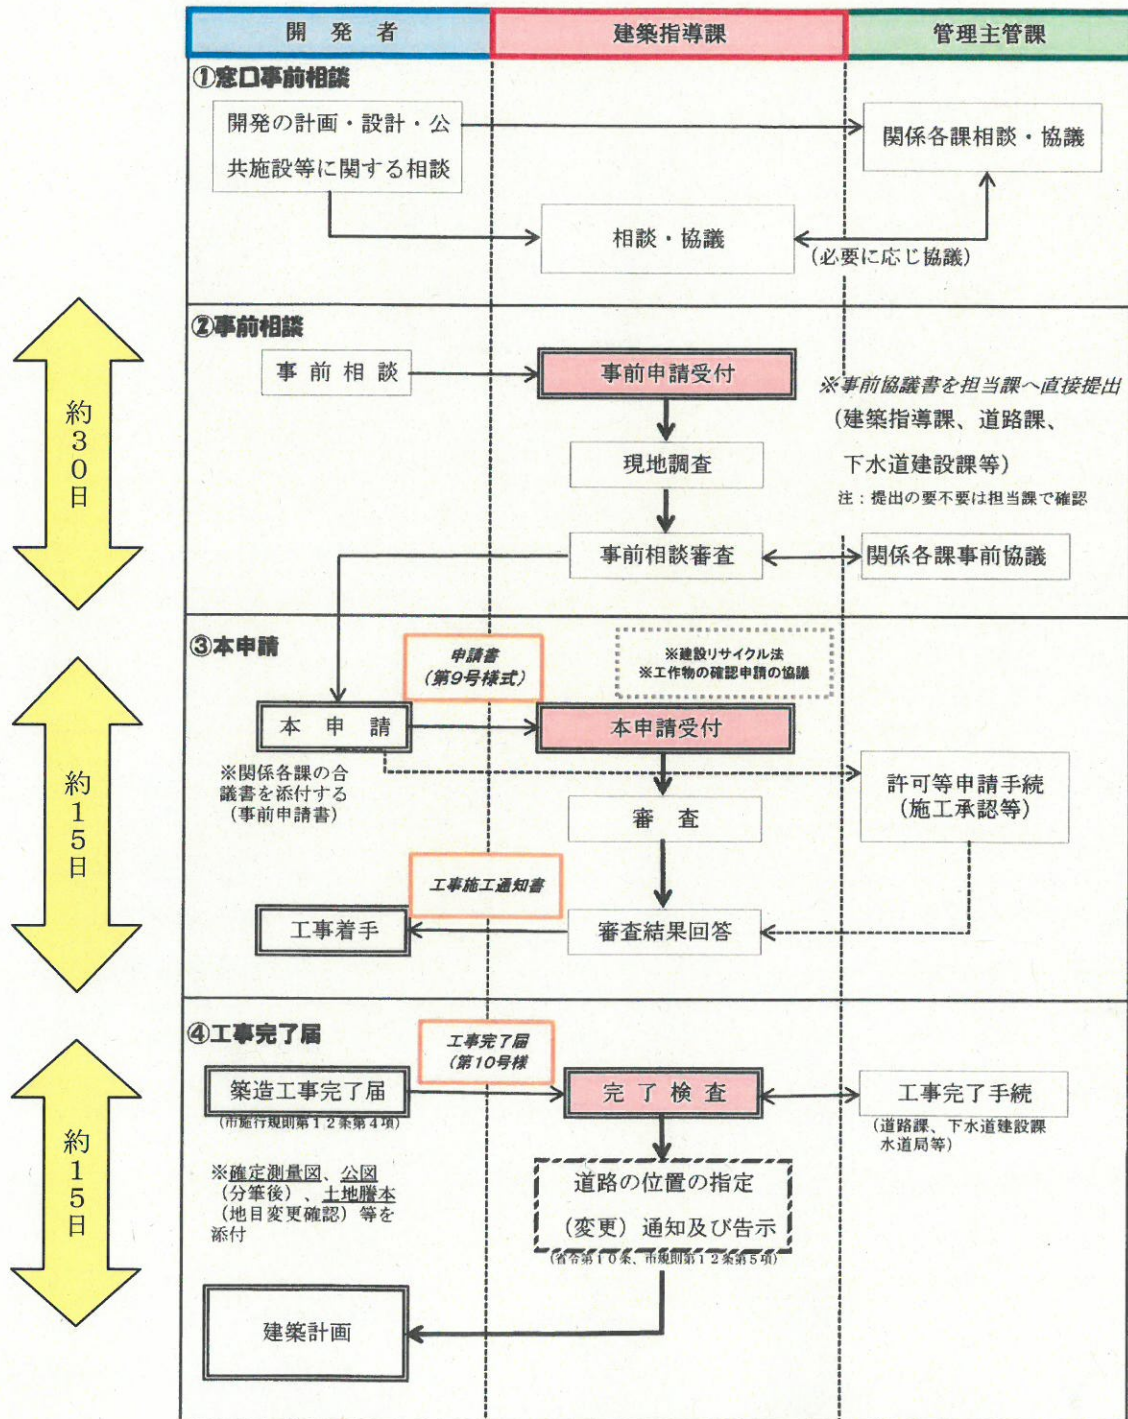 開発者
建築指導課
管理主管課
①窓口事前相談
開発の計画・設計・公
共施設等に関する相談
関係各課相談・協議
相談・協議
(必要に応じ協議)
②事前相談
約30日
事前相談
事前申請受付
※事前協議書を担当課へ直接提出
(建築指導課、道路課、
下水道建設課等)
注：提出の要不要は担当課で確認
現地調査
事前相談審査
関係各課事前協議
③本申請
約15日
申請書
(第9号様式)
※建設リサイクル法
※工作物の確認申請の協議
本申請
本申請受付
※関係各課の合
議書を添付する
(事前申請書)
許可等申請手続
(施工承認等)
審査
工事施工通知書
工事着手
審査結果回答
④工事完了届
約15日
工事完了届
(第10号様
築造工事完了届
(市施行規則第12条第4項)
完了検査
工事完了手続
(道路課、下水道建設課
水道局等)
※確定測量図、公図
(分筆後)、土地謄本
(地目変更確認)等を
添付
道路の位置の指定
(変更)通知及び告示
(省令第10条、市規則第12条第5項)
建築計画